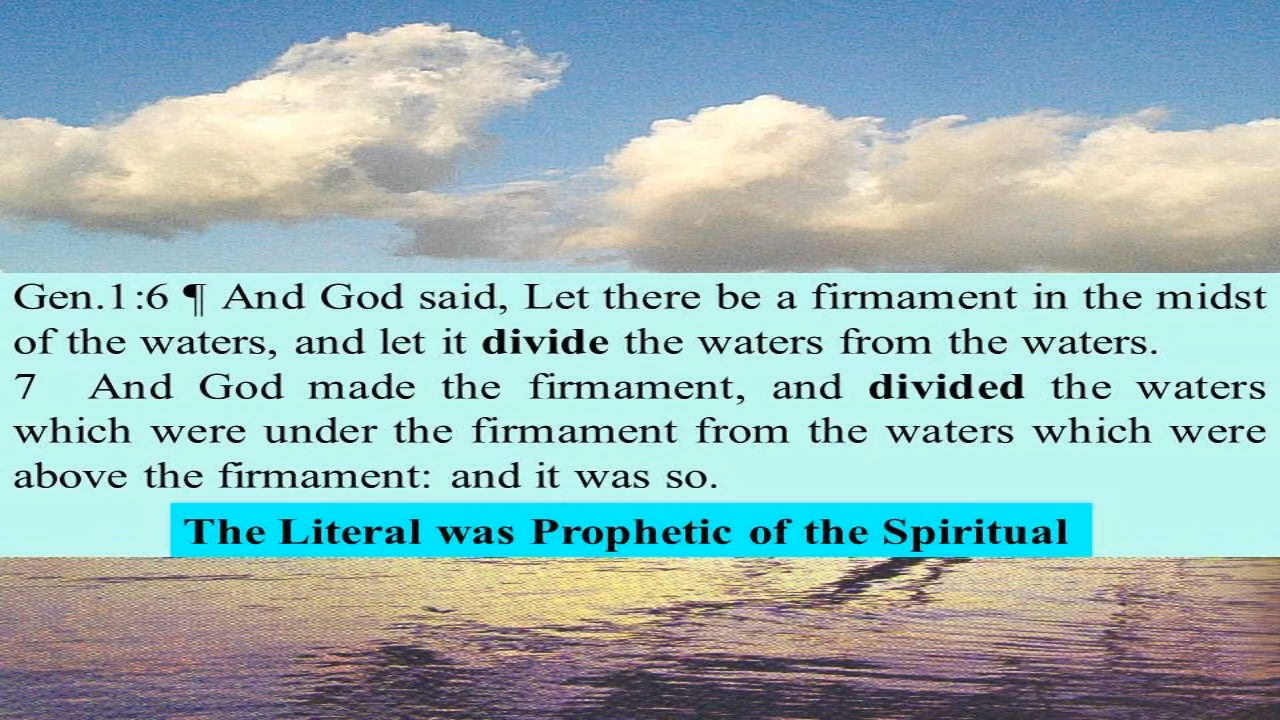 Gen.1:6 ¶ And God said, Let there be a firmament in the midst
of the waters, and let it divide the waters from the waters.
7 And God made the firmament, and divided the waters
which were under the firmament from the waters which were
above the firmament: and it was so.
The Literal was Prophetic of the Spiritual